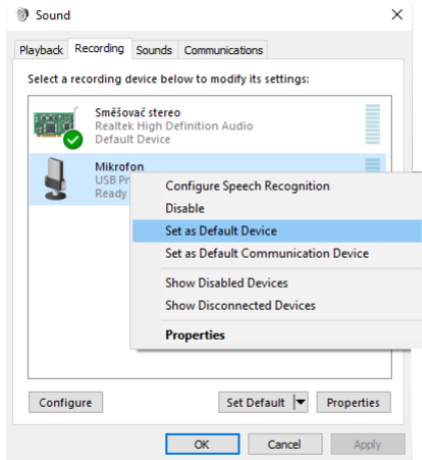 Sound
Playback Recording Sounds Communications
Select a recording device below to modify its settings:
Směšovač stereo
Realtek High Definition Audio
Default Device
Mikrofon
USB
Ready
Configure Speech Recognition
Disable
Set as Default Device
Set as Default Communication Device
Show Disabled Devices
Show Disconnected Devices
Properties
Configure Set Default Properties
OK Cancel Apply